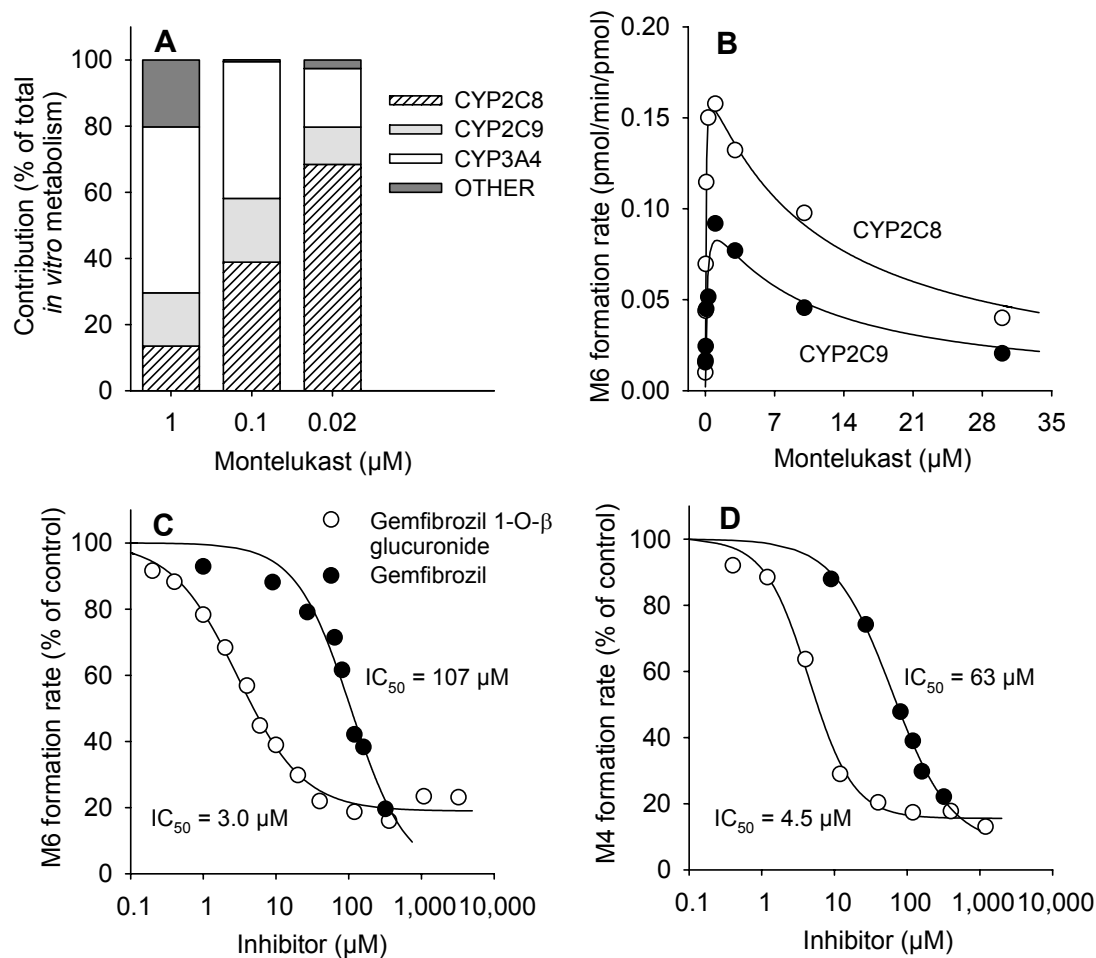 A
Contribution (% of total
in vitro metabolism)
100
80
60
40
20
0
1
0.1
0.02
Montelukast (µM)
CYP2C8
CYP2C9
CYP3A4
OTHER
B
M6 formation rate (pmol/min/pmol)
0.20
0.15
0.10
0.05
0.00
CYP2C8
CYP2C9
0 7 14 21 28 35
Montelukast (µM)
C
M6 formation rate (% of control)
100
80
60
40
20
0
Gemfibrozil 1-O-β
glucuronide
Gemfibrozil
IC50 = 107 µM
IC50 = 3.0 µM
0.1 1 10 100 1,000 10,000
Inhibitor (µM)
D
M4 formation rate (% of control)
100
80
60
40
20
0
IC50 = 63 µM
IC50 = 4.5 µM
0.1 1 10 100 1,000 10,000
Inhibitor (µM)